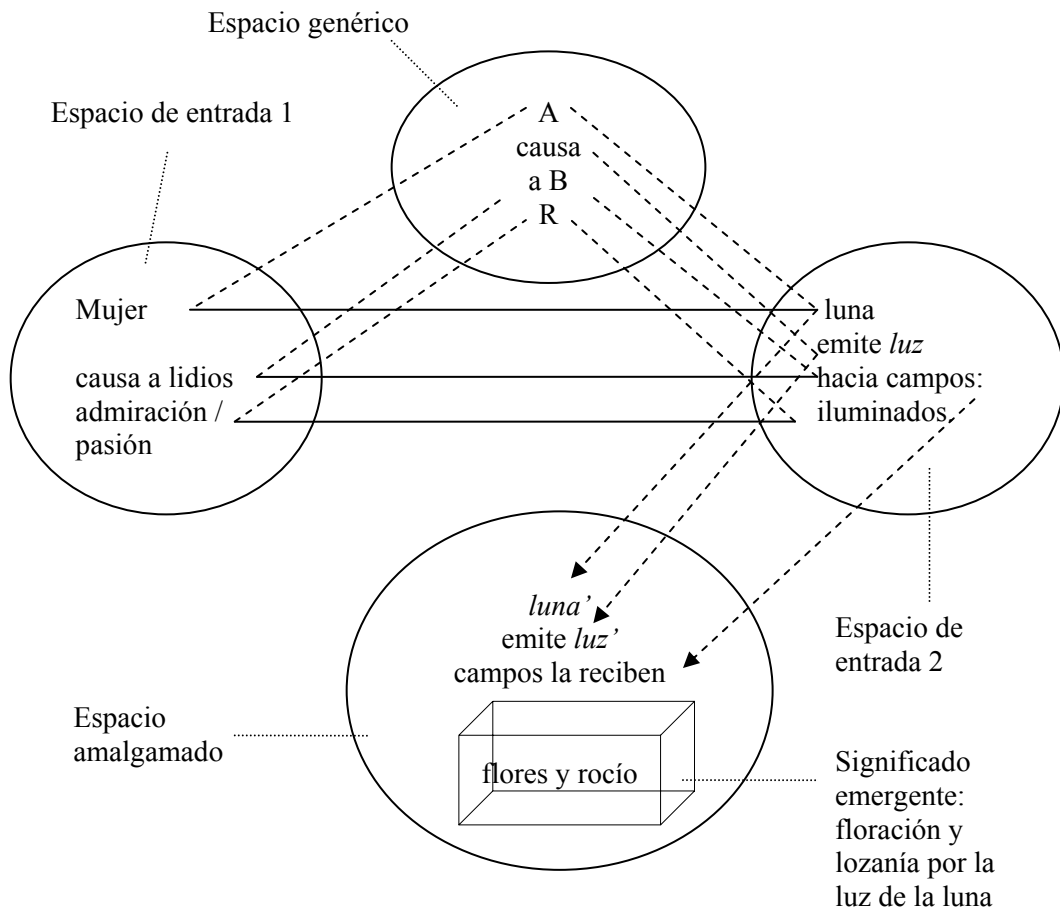 Espacio genérico
Espacio de entrada 1
A
causa
a B
R
Mujer
causa a lidios
admiración /
pasión
luna
emite luz
hacia campos:
iluminados
luna’
emite luz’
campos la reciben
flores y rocío
Espacio de
entrada 2
Espacio
amalgamado
Significado
emergente:
floración y
lozanía por la
luz de la luna